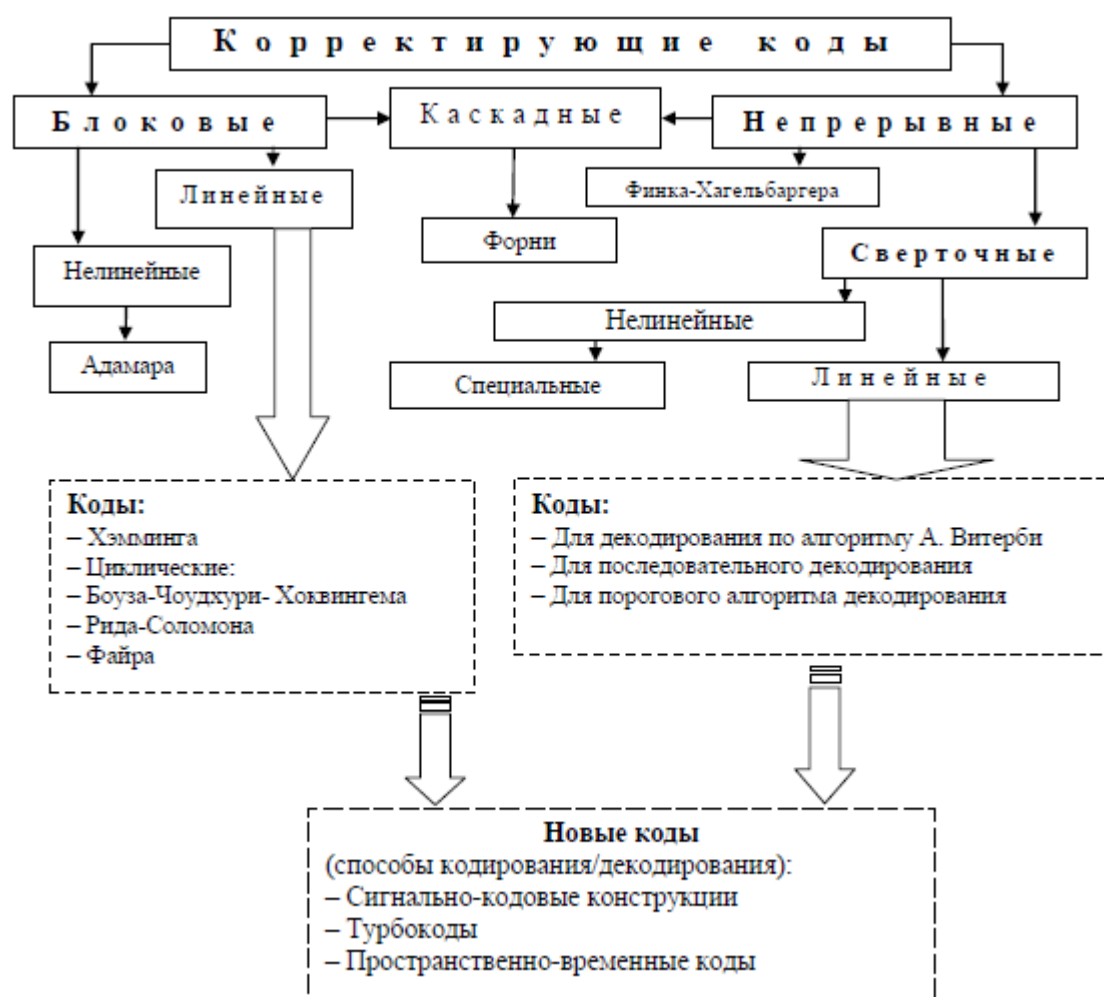 Корректирующие коды
Блоковые
Каскадные
Непрерывные
Линейные
Финка-Хагельбаргера
Форни
Сверточные
Нелинейные
Нелинейные
Адамара
Специальные
Линейные
Коды:
– Хэмминга
– Циклические:
– Боуза-Чоудхури- Хоквингема
– Рида-Соломона
– Файра
Коды:
– Для декодирования по алгоритму А. Витерби
– Для последовательного декодирования
– Для порогового алгоритма декодирования
Новые коды
(способы кодирования/декодирования):
– Сигнально-кодовые конструкции
– Турбокоды
– Пространственно-временные коды